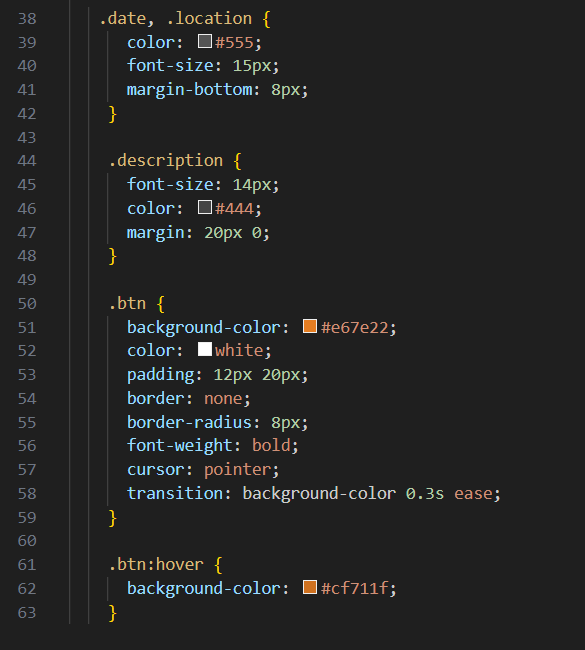 38 .date, .location {
39 color: #555;
40 font-size: 15px;
41 margin-bottom: 8px;
42 }
43
44 .description {
45 font-size: 14px;
46 color: #444;
47 margin: 20px 0;
48 }
49
50 .btn {
51 background-color: #e67e22;
52 color: white;
53 padding: 12px 20px;
54 border: none;
55 border-radius: 8px;
56 font-weight: bold;
57 cursor: pointer;
58 transition: background-color 0.3s ease;
59 }
60
61 .btn:hover {
62 background-color: #cf711f;
63 }